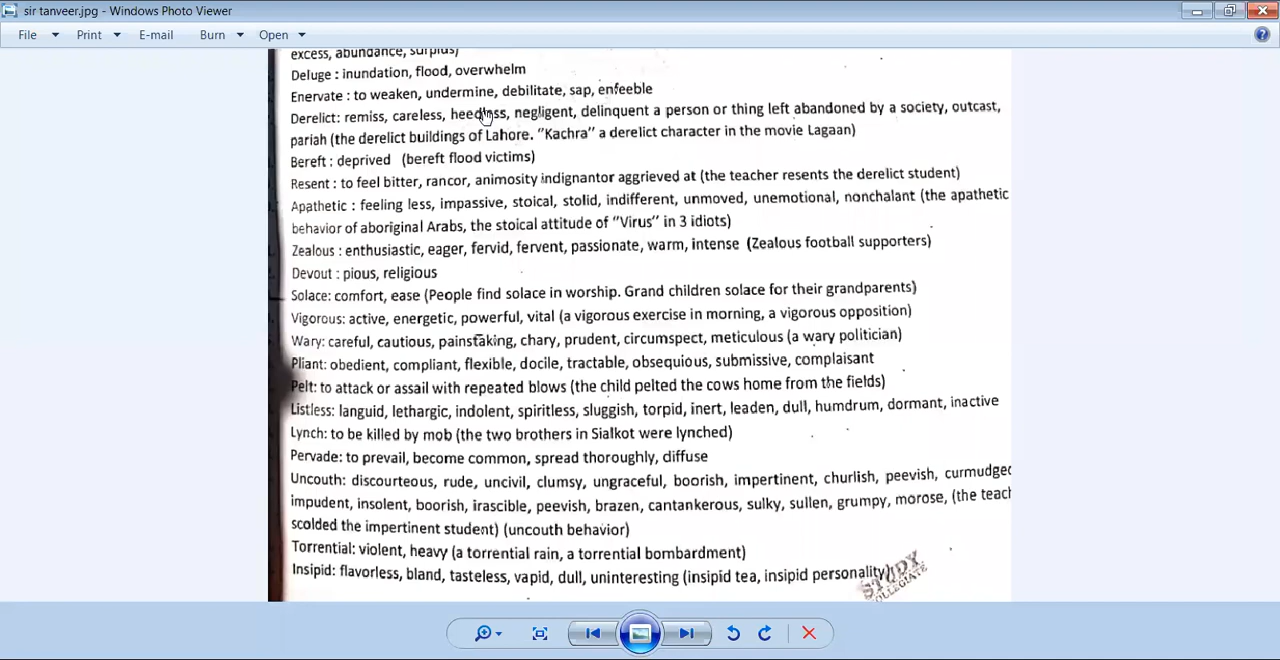 sir tanveer.jpg - Windows Photo Viewer
File Print E-mail Burn Open
excess, abundance, surplus)
Deluge : inundation, flood, overwhelm
Enervate : to weaken, undermine, debilitate, sap, enfeeble
Derelict: remiss, careless, heedless, negligent, delinquent a person or thing left abandoned by a society, outcast,
pariah (the derelict buildings of Lahore. "Kachra" a derelict character in the movie Lagaan)
Bereft : deprived (bereft flood victims)
Resent : to feel bitter, rancor, animosity indignantor aggrieved at (the teacher resents the derelict student)
Apathetic : feeling less, impassive, stoical, stolid, indifferent, unmoved, unemotional, nonchalant (the apathetic
behavior of aboriginal Arabs, the stoical attitude of "Virus" in 3 idiots)
Zealous : enthusiastic, eager, fervid, fervent, passionate, warm, intense (Zealous football supporters)
Devout : pious, religious
Solace: comfort, ease (People find solace in worship. Grand children solace for their grandparents)
Vigorous: active, energetic, powerful, vital (a vigorous exercise in morning, a vigorous opposition)
Wary: careful, cautious, painstaking, chary, prudent, circumspect, meticulous (a wary politician)
Pliant: obedient, compliant, flexible, docile, tractable, obsequious, submissive, complaisant
Pelt: to attack or assail with repeated blows (the child pelted the cows home from the fields)
Listless: languid, lethargic, indolent, spiritless, sluggish, torpid, inert, leaden, dull, humdrum, dormant, inactive
Lynch: to be killed by mob (the two brothers in Sialkot were lynched)
Pervade: to prevail, become common, spread thoroughly, diffuse
Uncouth: discourteous, rude, uncivil, clumsy, ungraceful, boorish, impertinent, churlish, peevish, curmudged
impudent, insolent, boorish, irascible, peevish, brazen, cantankerous, sulky, sullen, grumpy, morose, (the teach
scolded the impertinent student) (uncouth behavior)
Torrential: violent, heavy (a torrential rain, a torrential bombardment)
Insipid: flavorless, bland, tasteless, vapid, dull, uninteresting (insipid tea, insipid personality)
STUDY
COLLEGIATE